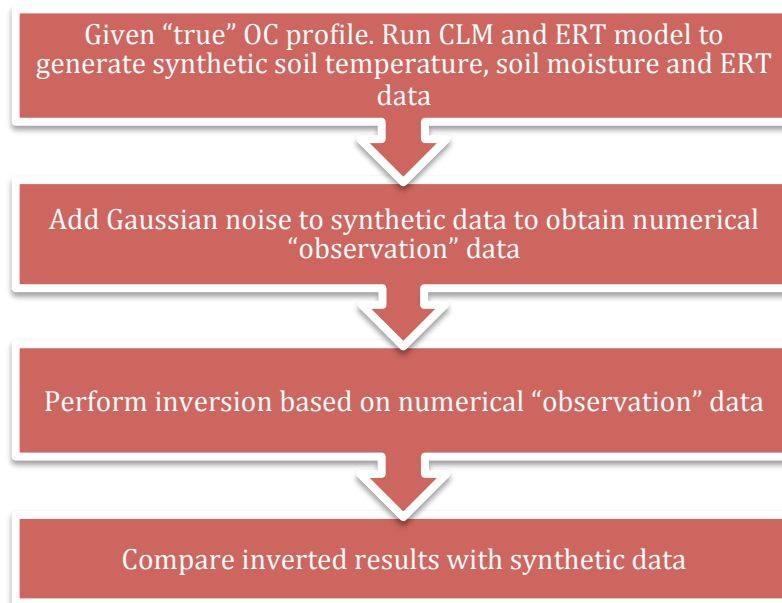 Given “true” OC profile. Run CLM and ERT model to
generate synthetic soil temperature, soil moisture and ERT
data
Add Gaussian noise to synthetic data to obtain numerical
“observation” data
Perform inversion based on numerical “observation” data
Compare inverted results with synthetic data